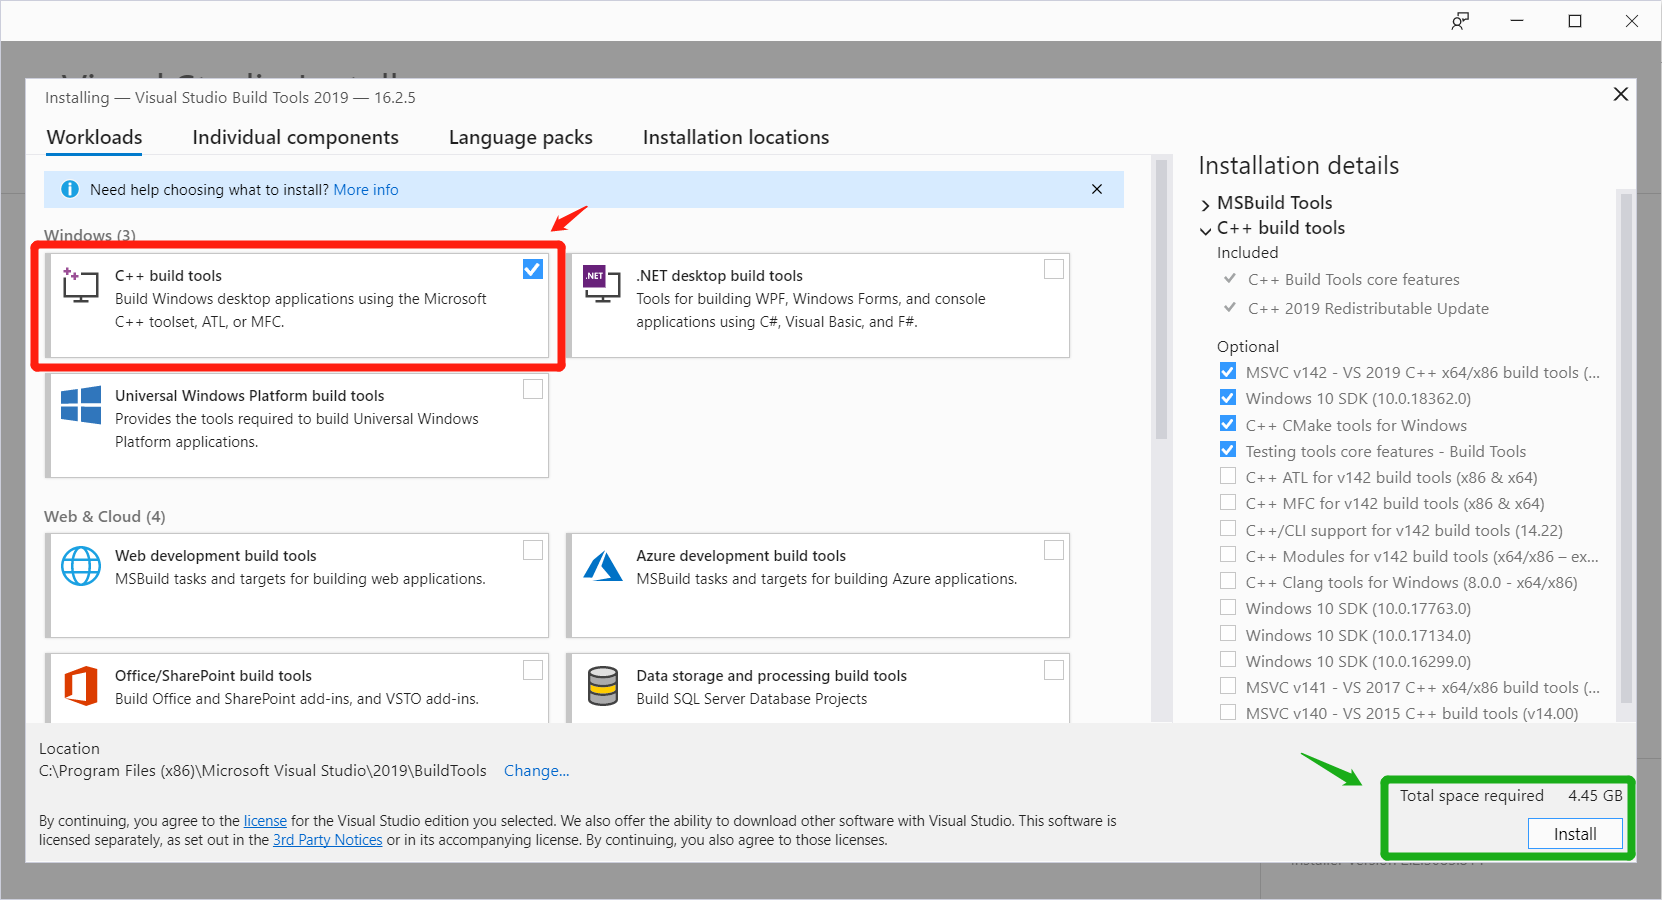 Installing — Visual Studio Build Tools 2019 — 16.2.5
Workloads
Individual components
Language packs
Installation locations
Need help choosing what to install? More info
Windows (3)
C++ build tools
Build Windows desktop applications using the Microsoft
C++ toolset, ATL, or MFC.
.NET
.NET desktop build tools
Tools for building WPF, Windows Forms, and console
applications using C#, Visual Basic, and F#.
Universal Windows Platform build tools
Provides the tools required to build Universal Windows
Platform applications.
Web & Cloud (4)
Web development build tools
MSBuild tasks and targets for building web applications.
Azure development build tools
MSBuild tasks and targets for building Azure applications.
Office/SharePoint build tools
Build Office and SharePoint add-ins, and VSTO add-ins.
Data storage and processing build tools
Build SQL Server Database Projects
Installation details
MSBuild Tools
C++ build tools
Included
C++ Build Tools core features
C++ 2019 Redistributable Update
Optional
MSVC v142 - VS 2019 C++ x64/x86 build tools (...
Windows 10 SDK (10.0.18362.0)
C++ CMake tools for Windows
Testing tools core features - Build Tools
C++ ATL for v142 build tools (x86 & x64)
C++ MFC for v142 build tools (x86 & x64)
C++/CLI support for v142 build tools (14.22)
C++ Modules for v142 build tools (x64/x86 – ex...
C++ Clang tools for Windows (8.0.0 - x64/x86)
Windows 10 SDK (10.0.17763.0)
Windows 10 SDK (10.0.17134.0)
Windows 10 SDK (10.0.16299.0)
MSVC v141 - VS 2017 C++ x64/x86 build tools (...
MSVC v140 - VS 2015 C++ build tools (v14.00)
Location
C:\Program Files (x86)\Microsoft Visual Studio\2019\BuildTools Change...
By continuing, you agree to the license for the Visual Studio edition you selected. We also offer the ability to download other software with Visual Studio. This software is
licensed separately, as set out in the 3rd Party Notices or in its accompanying license. By continuing, you also agree to those licenses.
Total space required 4.45 GB
Install